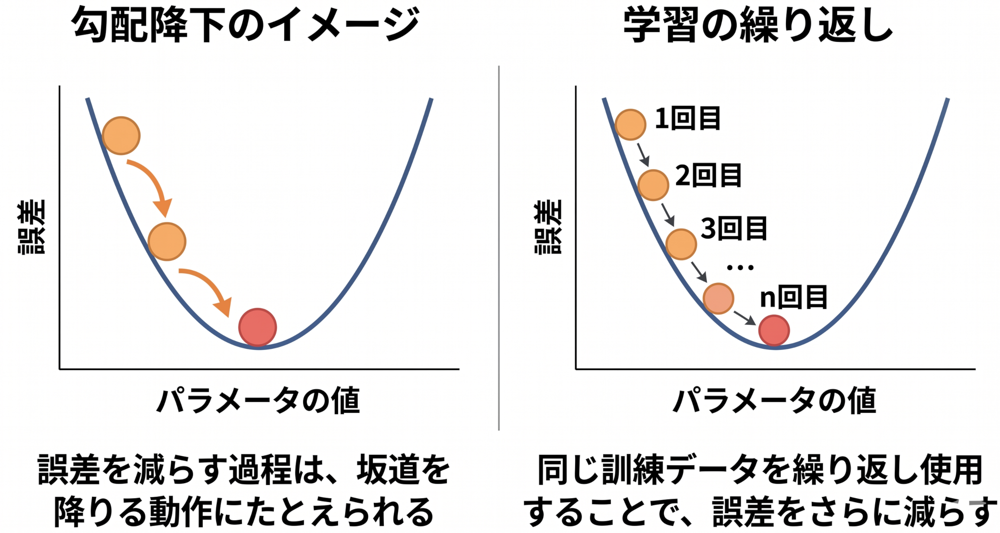 勾配降下のイメージ
誤差
パラメータの値
誤差を減らす過程は、坂道を
降りる動作にたとえられる
学習の繰り返し
誤差
1回目
2回目
3回目
…
n回目
パラメータの値
同じ訓練データを繰り返し使用
することで、誤差をさらに減らす